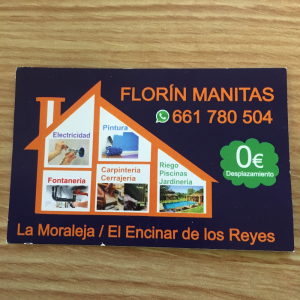 FLORÍN MANITAS
661 780 504
Electricidad
Pintura
Fontanería
Carpintería
Cerrajería
Riego
Piscinas
Jardinería
0€
Desplazamiento
La Moraleja / El Encinar de los Reyes